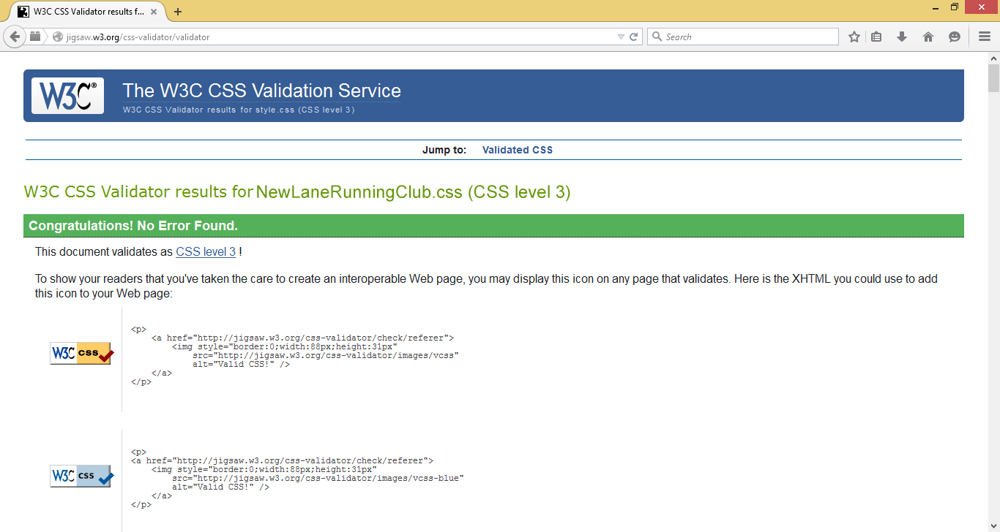 W3C CSS Validator results f...
jigsaw.w3.org/css-validator/validator
Search
W3C®
The W3C CSS Validation Service
W3C CSS Validator results for style.css (CSS level 3)
Jump to: Validated CSS
W3C CSS Validator results for NewLaneRunningClub.css (CSS level 3)
Congratulations! No Error Found.
This document validates as CSS level 3 !
To show your readers that you've taken the care to create an interoperable Web page, you may display this icon on any page that validates. Here is the XHTML you could use to add
this icon to your Web page:
W3C css
<p>
<a href="http://jigsaw.w3.org/css-validator/check/referer">
<img style="border:0;width:88px;height:31px"
src="http://jigsaw.w3.org/css-validator/images/vcss"
alt="Valid CSS!" />
</a>
</p>
W3C css
<p>
<a href="http://jigsaw.w3.org/css-validator/check/referer">
<img style="border:0;width:88px;height:31px"
src="http://jigsaw.w3.org/css-validator/images/vcss-blue"
alt="Valid CSS!" />
</a>
</p>